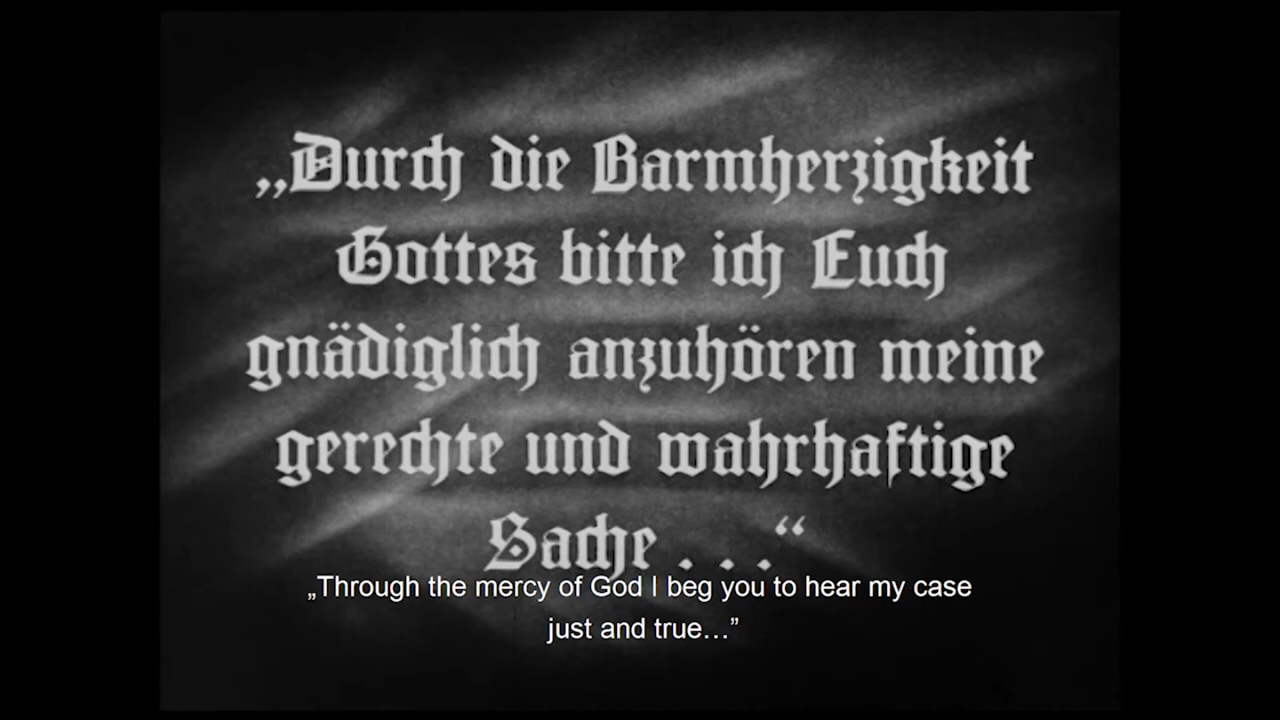 „Durch die Barmherzigkeit
Gottes bitte ich Euch
gnädiglich anzuhören meine
gerechte und wahrhaftige
Sache . . .“
„Through the mercy of God I beg you to hear my case
just and true…”